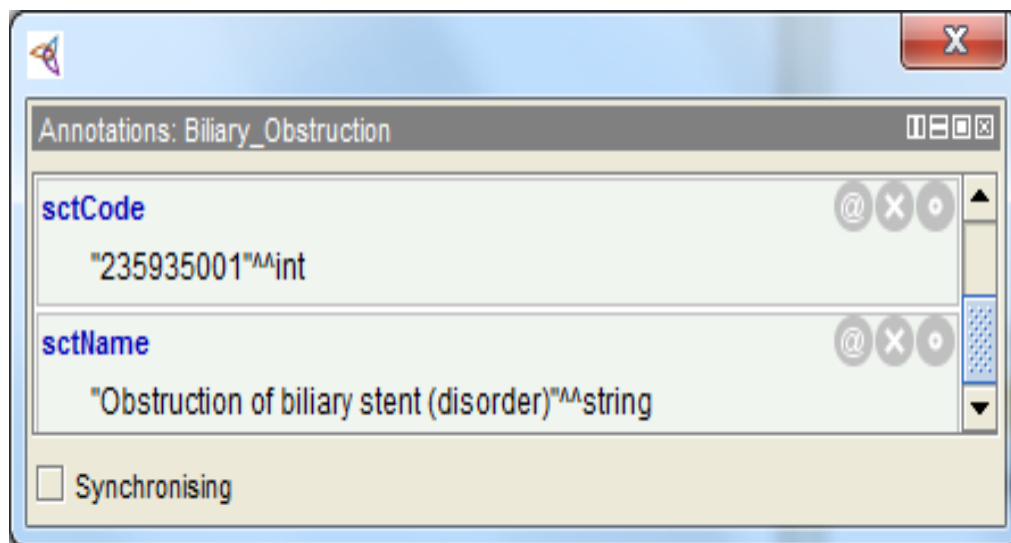 Annotations: Biliary_Obstruction
sctCode
"235935001"^^int
sctName
"Obstruction of biliary stent (disorder)"^^string
Synchronising